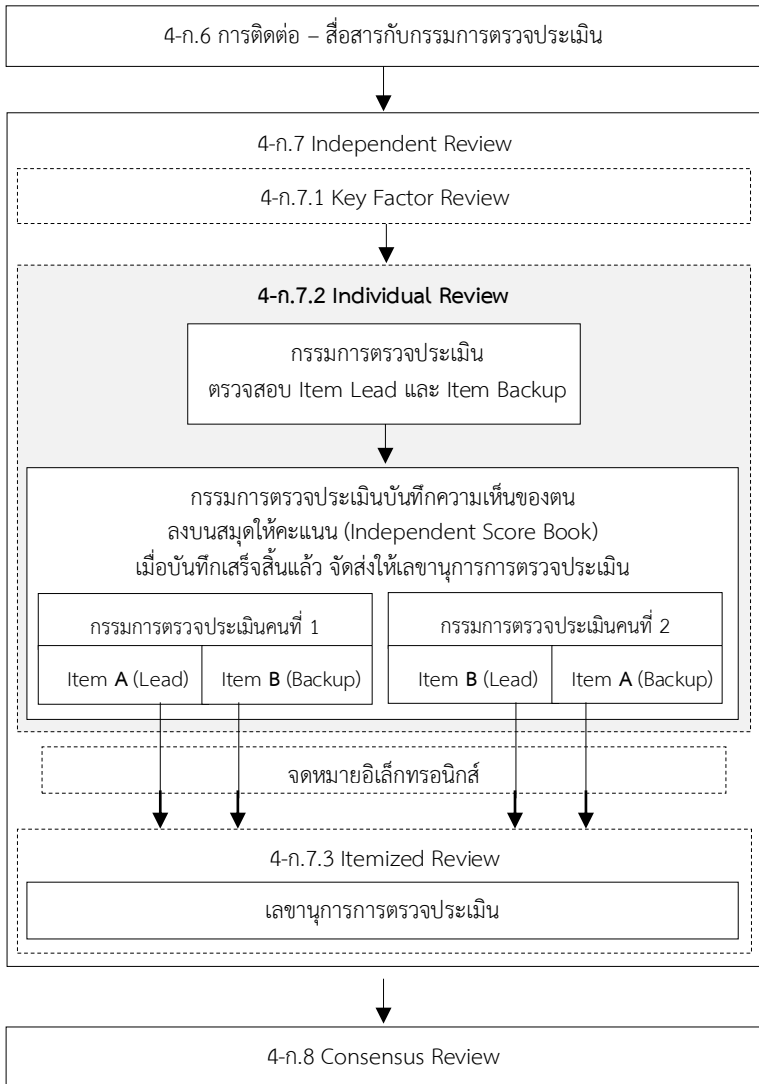 4-ก.6 การติดต่อ – สื่อสารกับกรรมการตรวจประเมิน
4-ก.7 Independent Review
4-ก.7.1 Key Factor Review
4-ก.7.2 Individual Review
กรรมการตรวจประเมิน
ตรวจสอบ Item Lead และ Item Backup
กรรมการตรวจประเมินบันทึกความเห็นของตน
ลงบนสมุดให้คะแนน (Independent Score Book)
เมื่อบันทึกเสร็จสิ้นแล้ว จัดส่งให้เลขานุการการตรวจประเมิน
กรรมการตรวจประเมินคนที่ 1
Item A (Lead)
Item B (Backup)
กรรมการตรวจประเมินคนที่ 2
Item B (Lead)
Item A (Backup)
จดหมายอิเล็กทรอนิกส์
4-ก.7.3 Itemized Review
เลขานุการการตรวจประเมิน
4-ก.8 Consensus Review